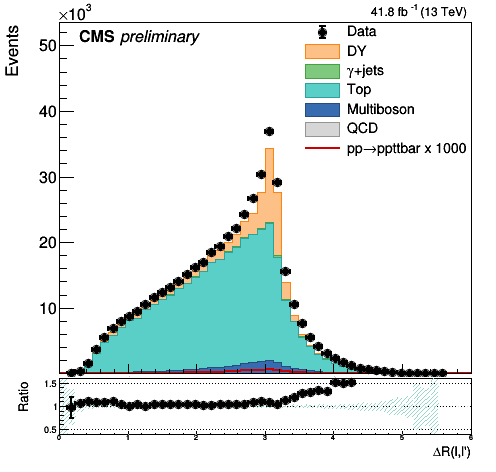 ×10³
41.8 fb⁻¹ (13 TeV)
CMS preliminary
Events
50
40
30
20
10
Data
DY
γ+jets
Top
Multiboson
QCD
pp→ppttbar x 1000
Ratio
1.5
1.0
0.5
0 1 2 3 4 5 6
ΔR(l,l')